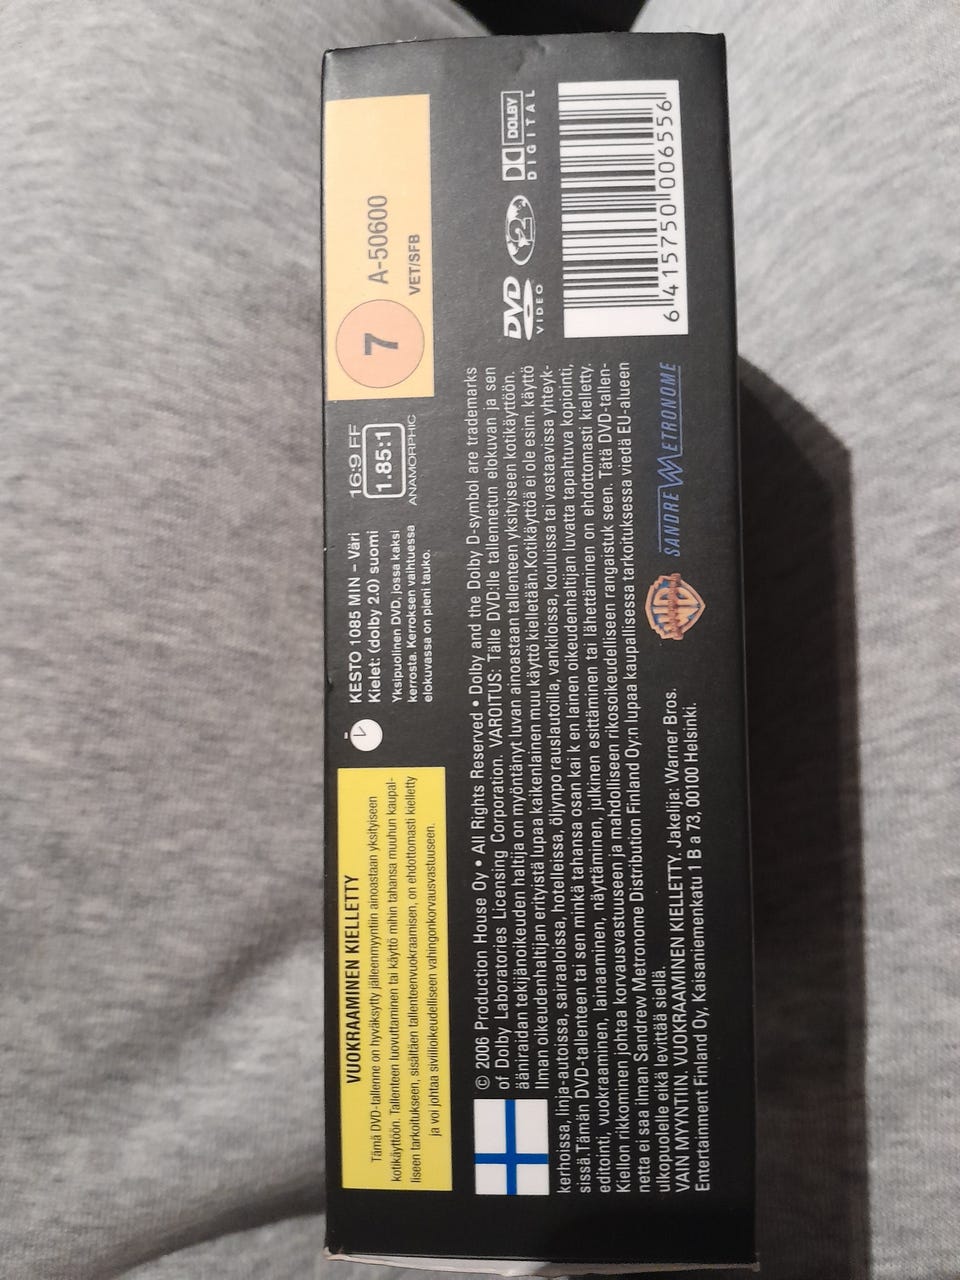 VUOKRAAMINEN KIELLETTY
Tämä DVD-tallenne on hyväksytty jälleenmyyntiin ainoastaan yksityiseen
kotikäyttöön. Tallenteen luovuttaminen tai käyttö mihin tahansa muuhun kaupal-
liseen tarkoitukseen, sisältäen tallenteenvuokraamisen, on ehdottomasti kielletty
ja voi johtaa siviilioikeudelliseen vahingonkorvausvastuuseen.
KESTO 1085 MIN – Väri
Kielet: (dolby 2.0) suomi
Yksipuolinen DVD, jossa kaksi
kerrosta. Kerroksen vaihtuessa
elokuvassa on pieni tauko.
16:9 FF
1.85:1
ANAMORPHIC
7
A-50600
VET/SFB
© 2006 Production House Oy • All Rights Reserved • Dolby and the Dolby D-symbol are trademarks
of Dolby Laboratories Licensing Corporation. VAROITUS: Tälle DVD:lle tallennetun elokuvan ja sen
ääniraidan tekijänoikeuden haltija on myöntänyt luvan ainoastaan tallenteen yksityiseen kotikäyttöön.
Ilman oikeudenhaltijan erityistä lupaa kaikenlainen muu käyttö kielletään.Kotikäyttöä ei ole esim. käyttö
kerhoissa, linja-autoissa, sairaaloissa, hotelleissa, öljynpo rauslautoilla, vankiloissa, kouluissa tai vastaavissa yhteyk-
sissä.Tämän DVD-tallenteen tai sen minkä tahansa osan kai k en lainen oikeudenhaltijan luvatta tapahtuva kopiointi,
editointi, vuokraaminen, lainaaminen, näyttäminen, julkinen esittäminen tai lähettäminen on ehdottomasti kielletty.
Kiellon rikkominen johtaa korvausvastuuseen ja mahdolliseen rikosoikeudelliseen rangaistuk seen. Tätä DVD-tallen-
netta ei saa ilman Sandrew Metronome Distribution Finland Oy:n lupaa kaupallisessa tarkoituksessa viedä EU-alueen
ulkopuolelle eikä levittää siellä.
VAIN MYYNTIIN. VUOKRAAMINEN KIELLETTY. Jakelija: Warner Bros.
Entertainment Finland Oy, Kaisaniemenkatu 1 B a 73, 00100 Helsinki.
WB
SANDREW METRONOME
DVD
VIDEO
2
DOLBY
DIGITAL
6 415750 006556